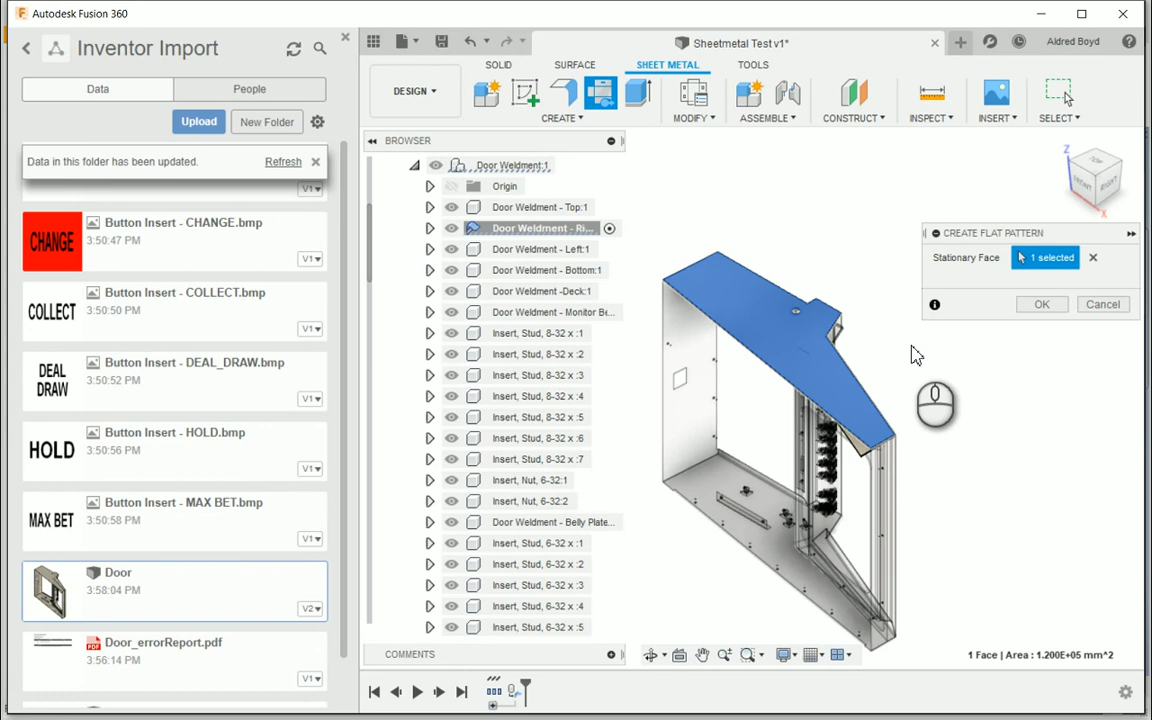 Autodesk Fusion 360
Inventor Import
Data People
Upload New Folder
Data in this folder has been updated. Refresh
V1
CHANGE
Button Insert - CHANGE.bmp
3:50:47 PM
V1
COLLECT
Button Insert - COLLECT.bmp
3:50:50 PM
V1
DEAL
DRAW
Button Insert - DEAL_DRAW.bmp
3:50:52 PM
V1
HOLD
Button Insert - HOLD.bmp
3:50:56 PM
V1
MAX BET
Button Insert - MAX BET.bmp
3:50:58 PM
V1
Door
3:58:04 PM
V2
PDF
Door_errorReport.pdf
3:56:14 PM
V1
Sheetmetal Test v1*
Aldred Boyd
SOLID SURFACE SHEET METAL TOOLS
DESIGN
CREATE MODIFY ASSEMBLE CONSTRUCT INSPECT INSERT SELECT
BROWSER
Door Weldment:1
Origin
Door Weldment - Top:1
Door Weldment - Ri...
Door Weldment - Left:1
Door Weldment - Bottom:1
Door Weldment -Deck:1
Door Weldment - Monitor Be...
Insert, Stud, 8-32 x :1
Insert, Stud, 8-32 x :2
Insert, Stud, 8-32 x :3
Insert, Stud, 8-32 x :4
Insert, Stud, 8-32 x :5
Insert, Stud, 8-32 x :6
Insert, Stud, 8-32 x :7
Insert, Nut, 6-32:1
Insert, Nut, 6-32:2
Door Weldment - Belly Plate...
Insert, Stud, 6-32 x :1
Insert, Stud, 6-32 x :2
Insert, Stud, 6-32 x :3
Insert, Stud, 6-32 x :4
Insert, Stud, 6-32 x :5
COMMENTS
Z
TOP
FRONT RIGHT
X
CREATE FLAT PATTERN
Stationary Face 1 selected
OK Cancel
1 Face | Area : 1.200E+05 mm^2